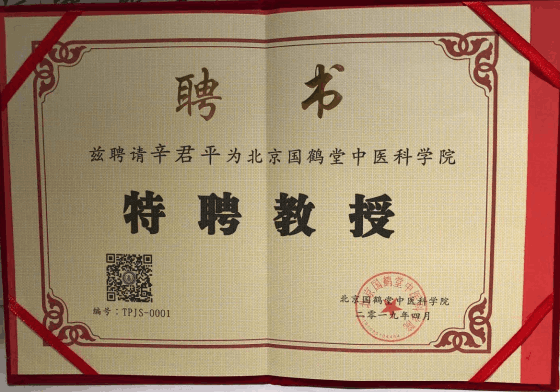 聘书
兹聘请辛君平为北京国鹤堂中医科学院
特聘教授
编号：TPJS-0001
北京国鹤堂中医科学院
二零一九年四月